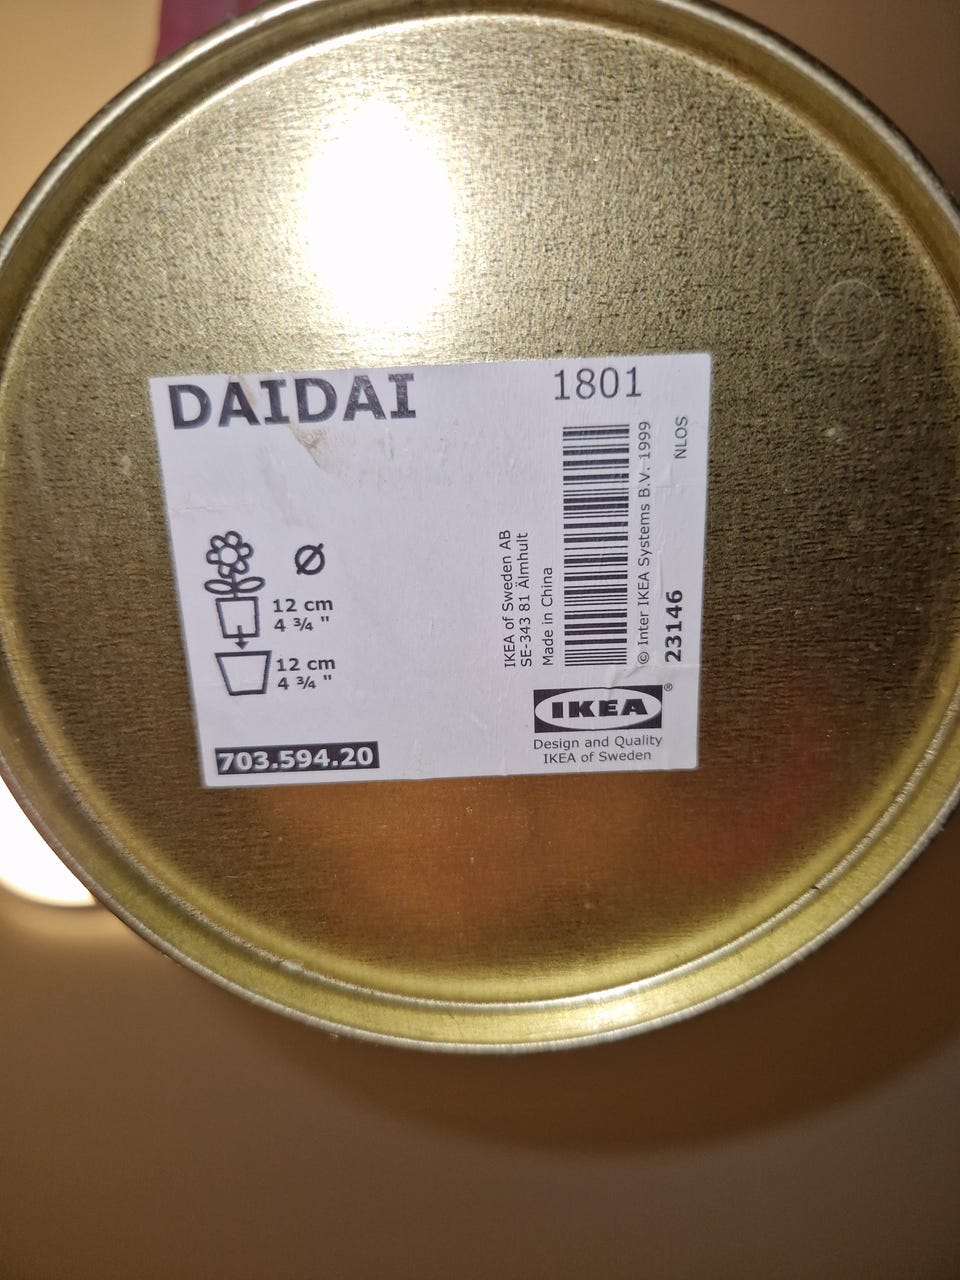 DAIDAI
1801
Ø
12 cm
4 ¾ "
12 cm
4 ¾ "
703.594.20
IKEA of Sweden AB
SE-343 81 Älmhult
Made in China
© Inter IKEA Systems B.V. 1999
23146
NLOS
IKEA®
Design and Quality
IKEA of Sweden